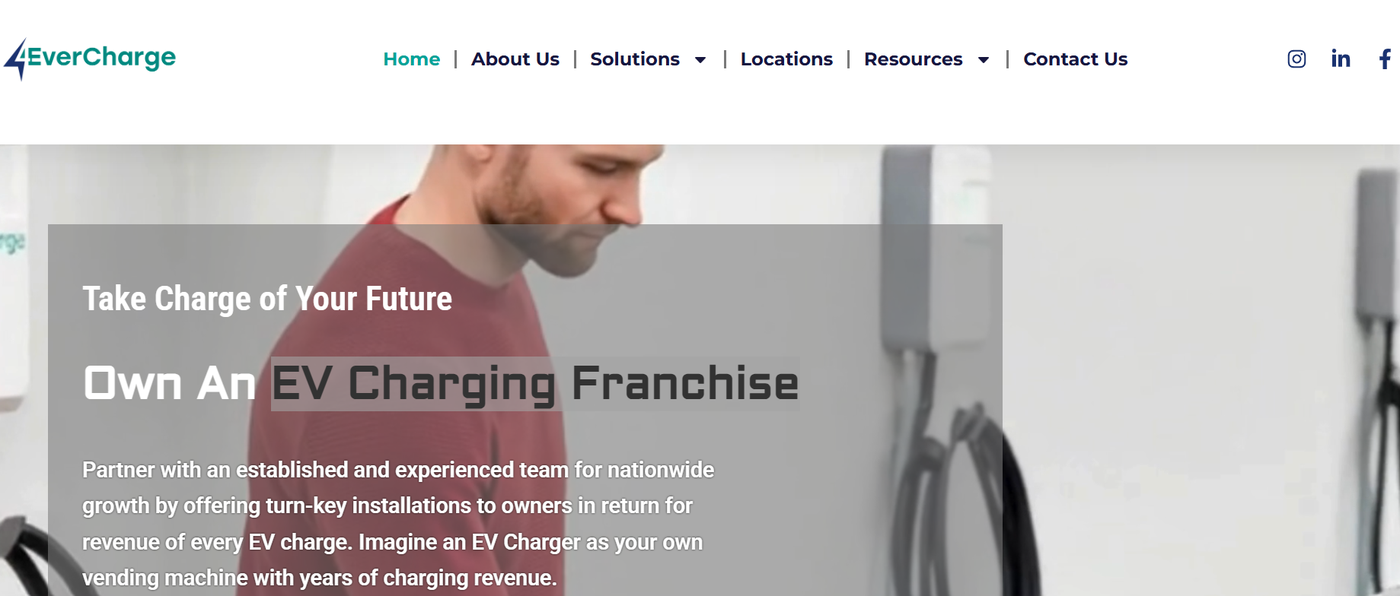 4EverCharge
Home | About Us | Solutions | Locations | Resources | Contact Us
Take Charge of Your Future
Own An EV Charging Franchise
Partner with an established and experienced team for nationwide
growth by offering turn-key installations to owners in return for
revenue of every EV charge. Imagine an EV Charger as your own
vending machine with years of charging revenue.